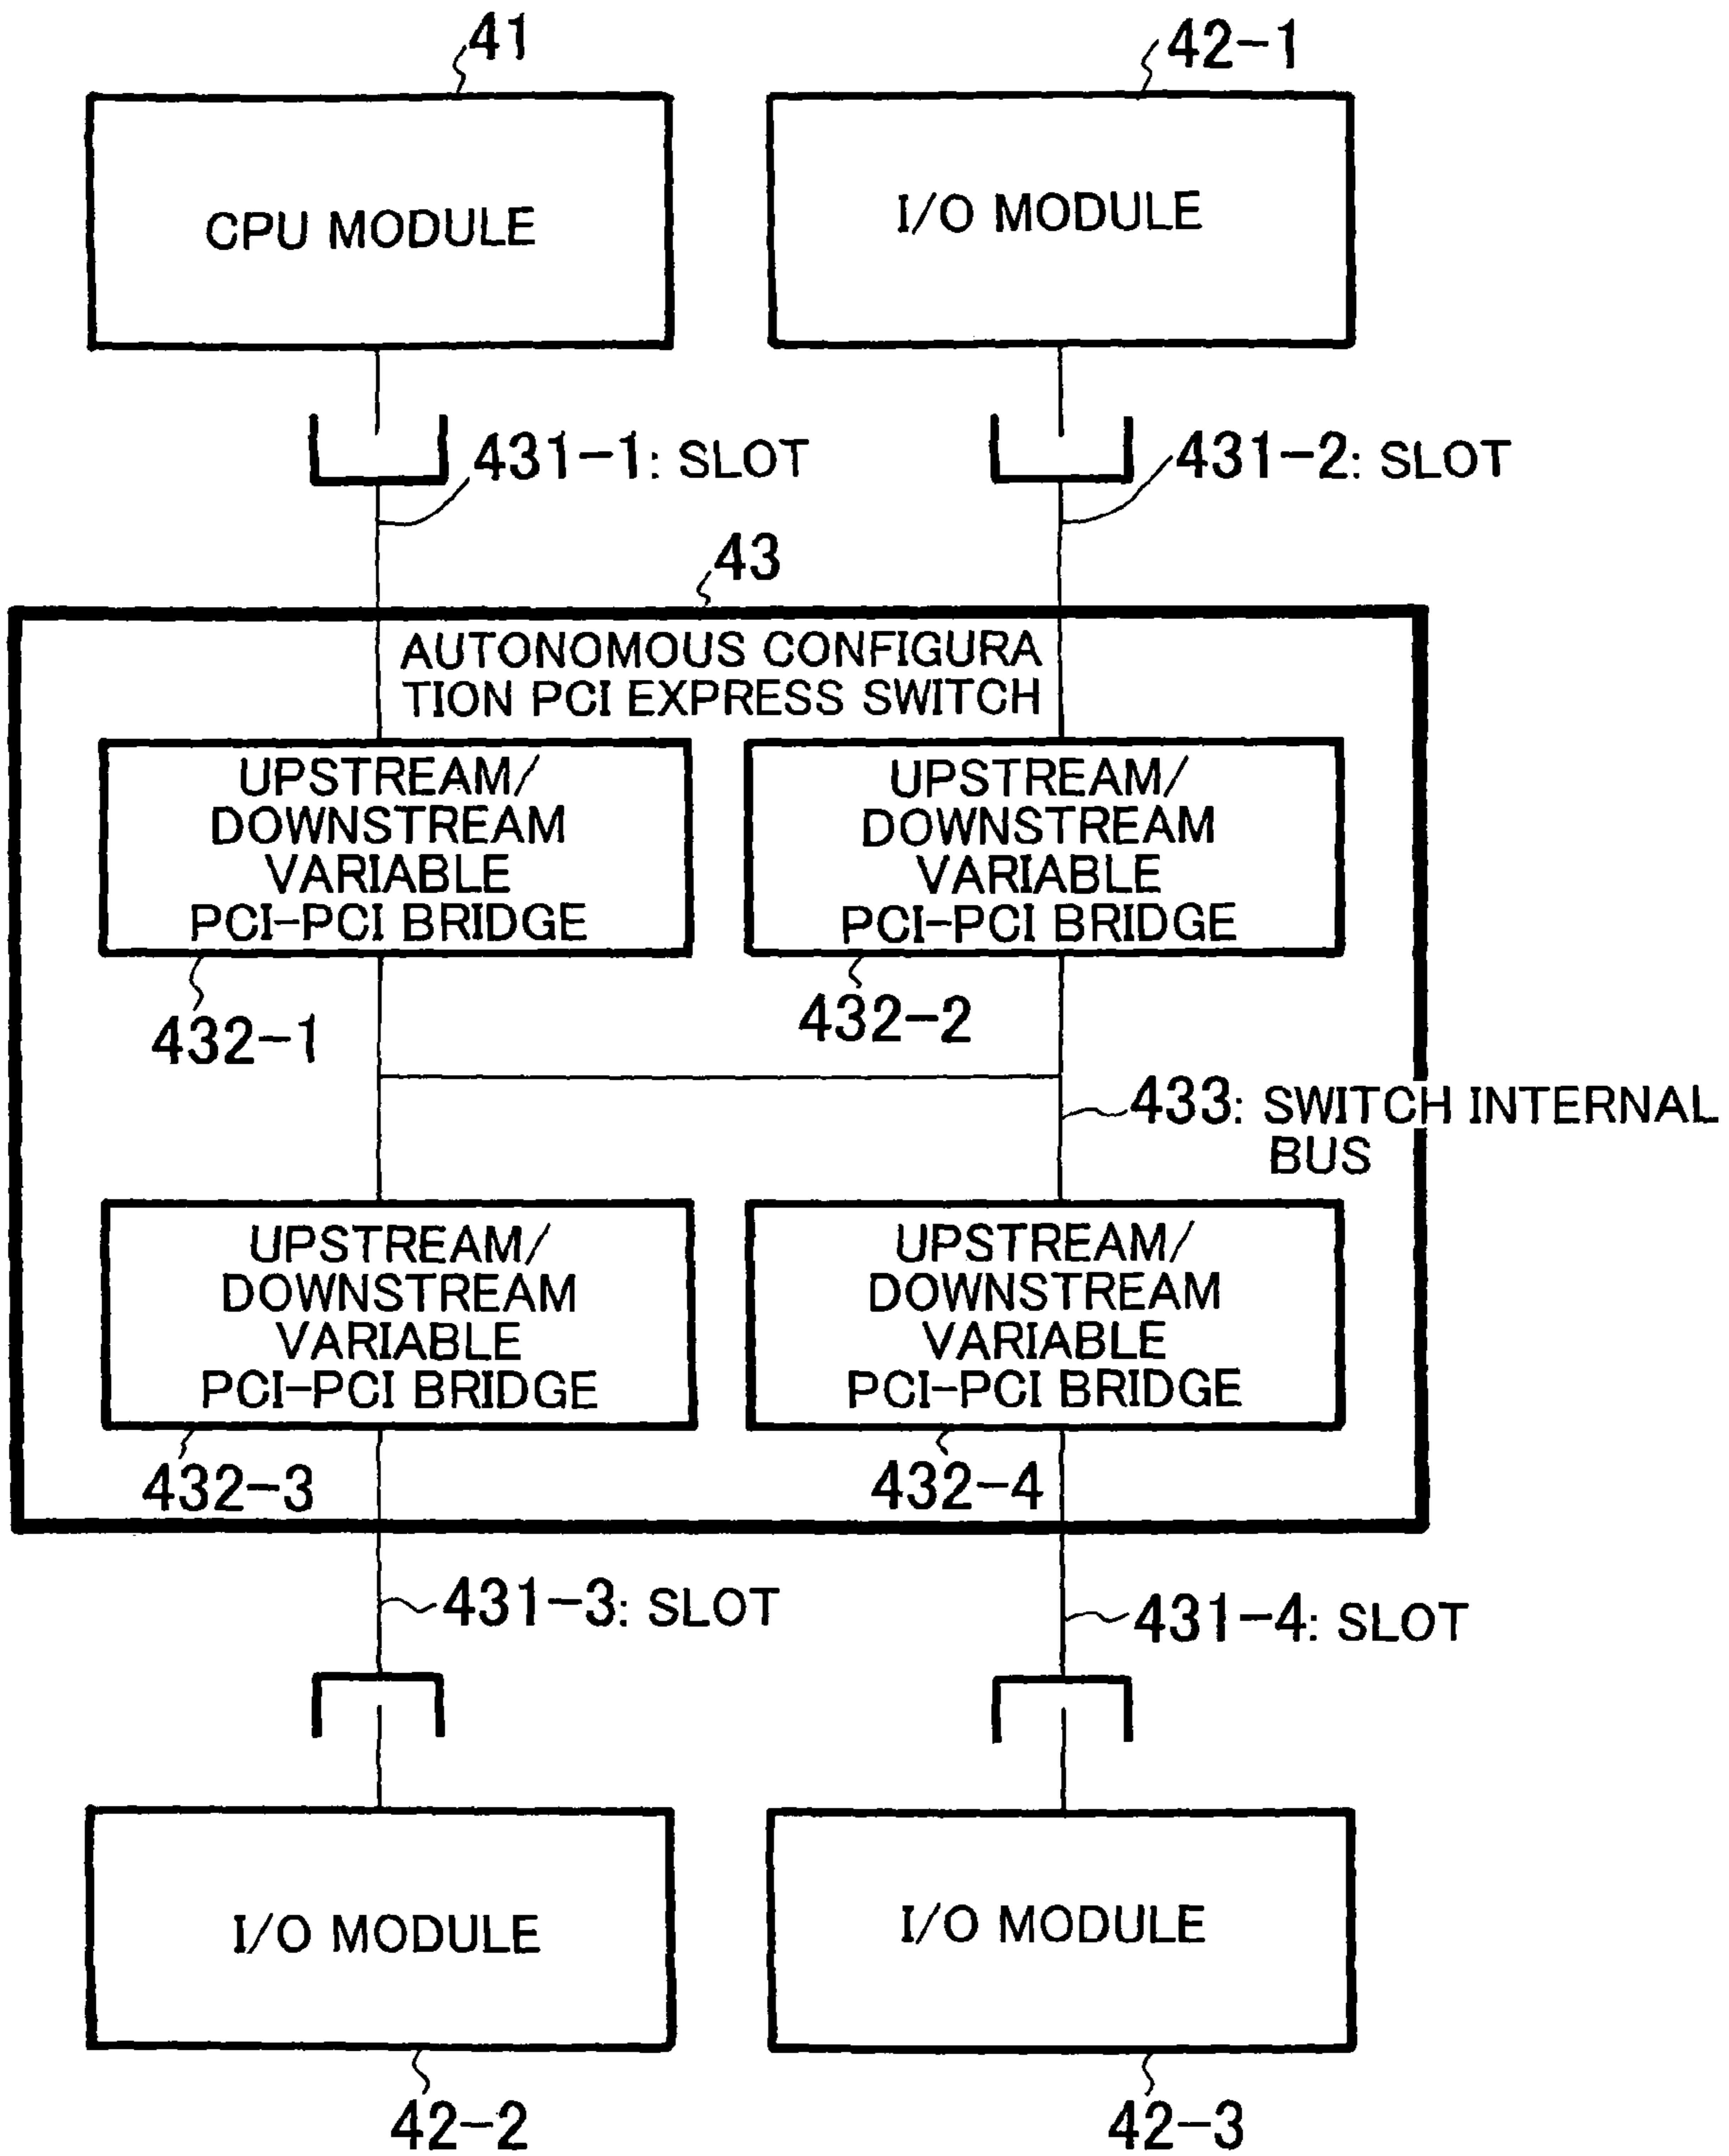 41
42-1
CPU MODULE
I/O MODULE
431-1: SLOT
431-2: SLOT
43
AUTONOMOUS CONFIGURA
TION PCI EXPRESS SWITCH
UPSTREAM/
DOWNSTREAM
VARIABLE
PCI-PCI BRIDGE
UPSTREAM/
DOWNSTREAM
VARIABLE
PCI-PCI BRIDGE
432-1
432-2
433: SWITCH INTERNAL
BUS
UPSTREAM/
DOWNSTREAM
VARIABLE
PCI-PCI BRIDGE
UPSTREAM/
DOWNSTREAM
VARIABLE
PCI-PCI BRIDGE
432-3
432-4
431-3: SLOT
431-4: SLOT
I/O MODULE
I/O MODULE
42-2
42-3